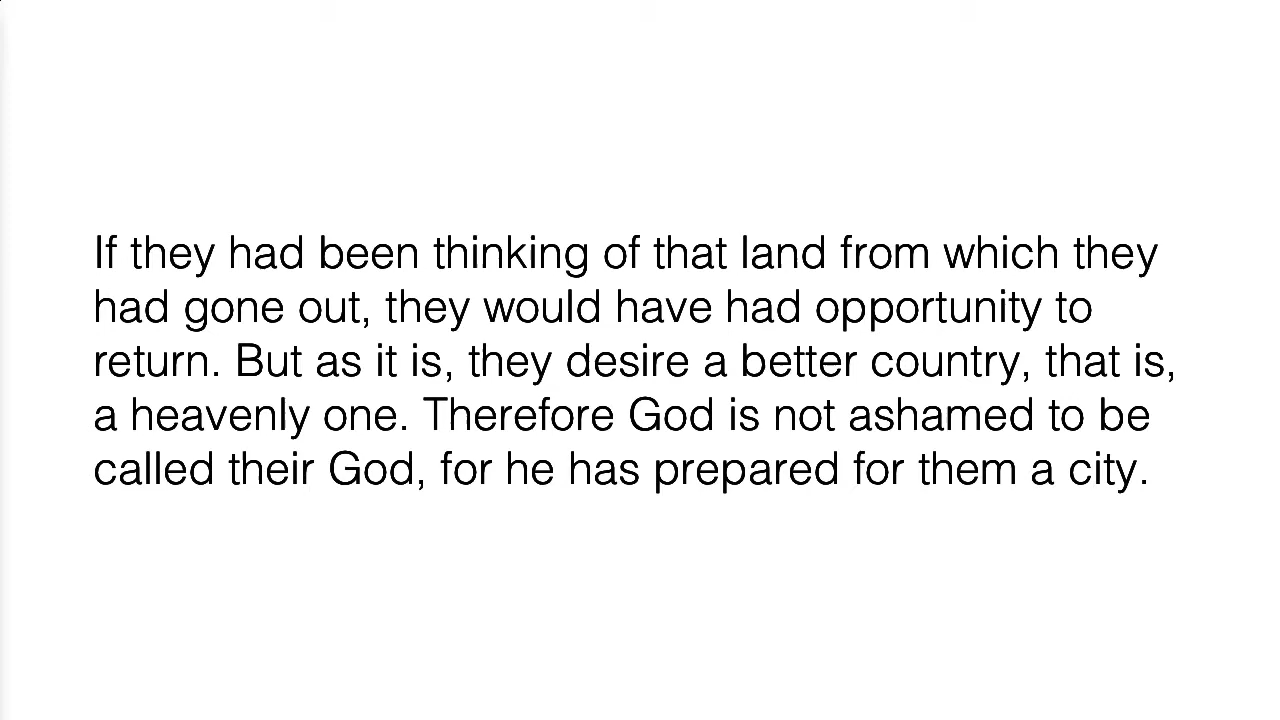 If they had been thinking of that land from which they
had gone out, they would have had opportunity to
return. But as it is, they desire a better country, that is,
a heavenly one. Therefore God is not ashamed to be
called their God, for he has prepared for them a city.